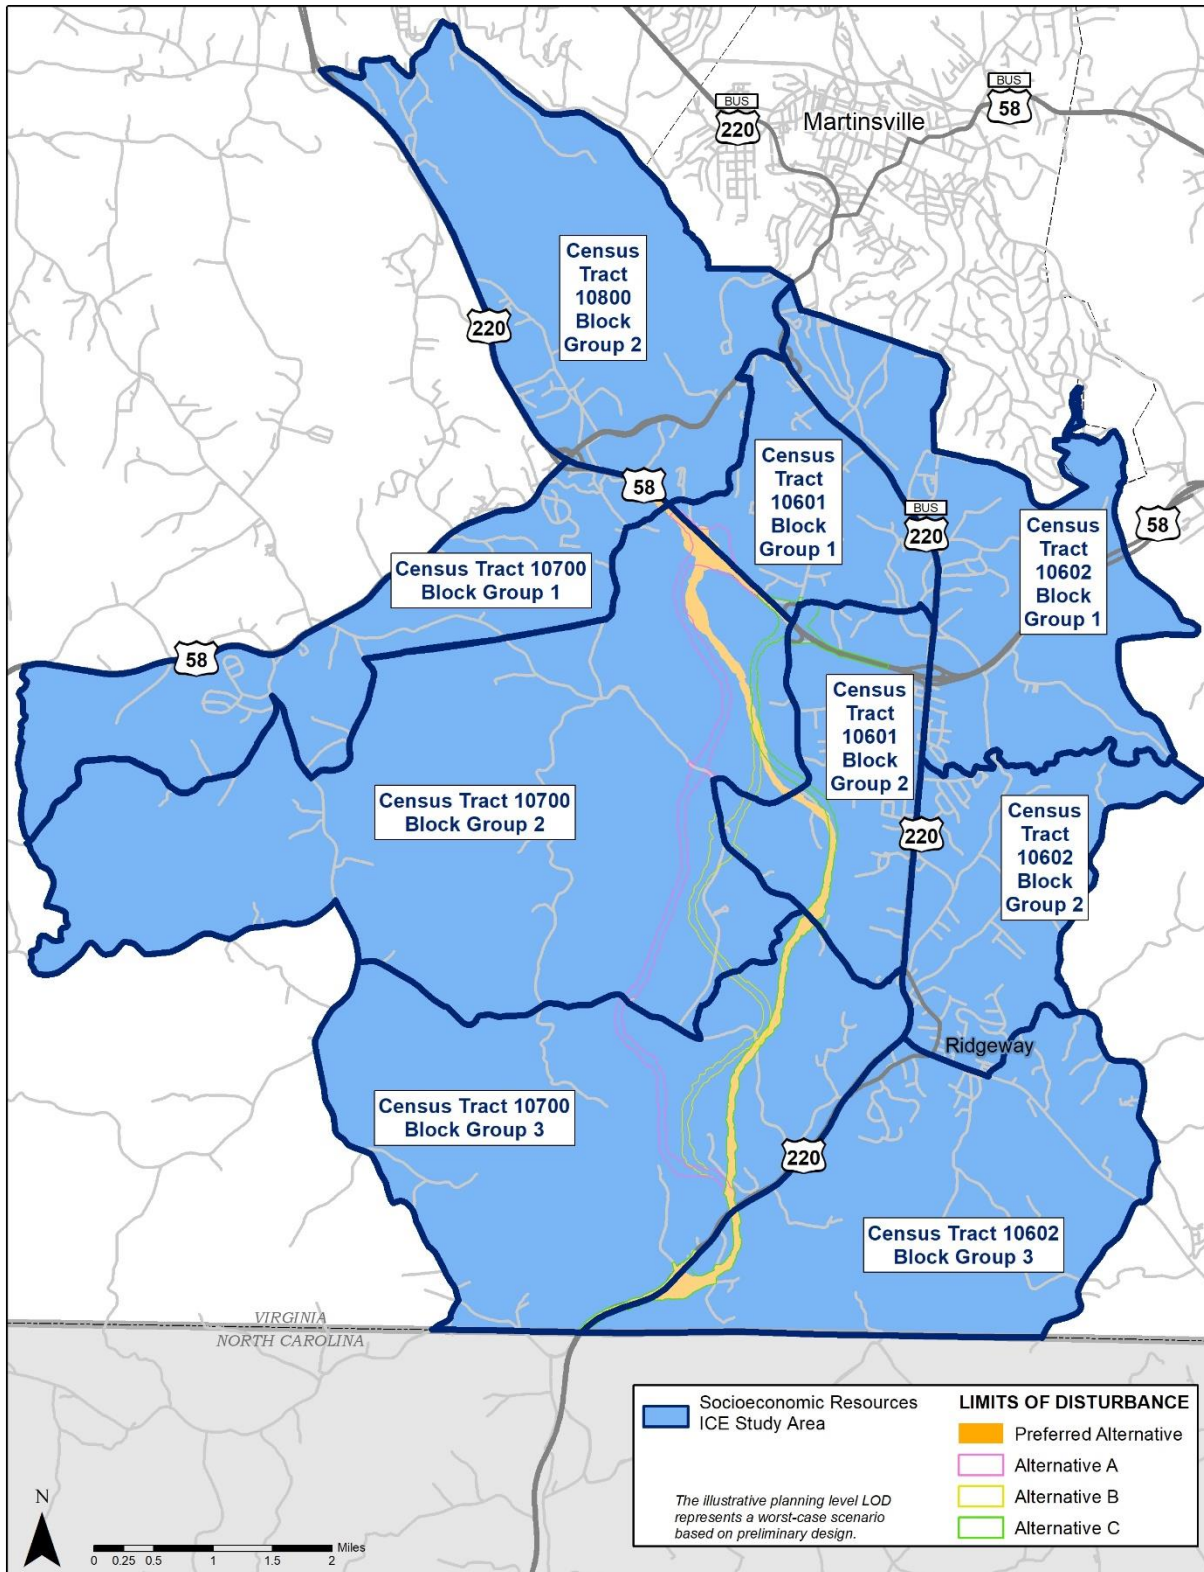 BUS
58
BUS
220
Martinsville
Census
Tract
10800
Block
Group 2
220
Census
Tract
10601
Block
Group 1
58
BUS
220
58
Census
Tract
10602
Block
Group 1
Census Tract 10700
Block Group 1
58
Census
Tract
10601
Block
Group 2
Census Tract 10700
Block Group 2
Census
Tract
10602
Block
Group 2
220
Ridgeway
Census Tract 10700
Block Group 3
220
Census Tract 10602
Block Group 3
VIRGINIA
NORTH CAROLINA
Socioeconomic Resources
ICE Study Area
The illustrative planning level LOD
represents a worst-case scenario
based on preliminary design.
LIMITS OF DISTURBANCE
Preferred Alternative
Alternative A
Alternative B
Alternative C
N
Miles
0 0.25 0.5 1 1.5 2